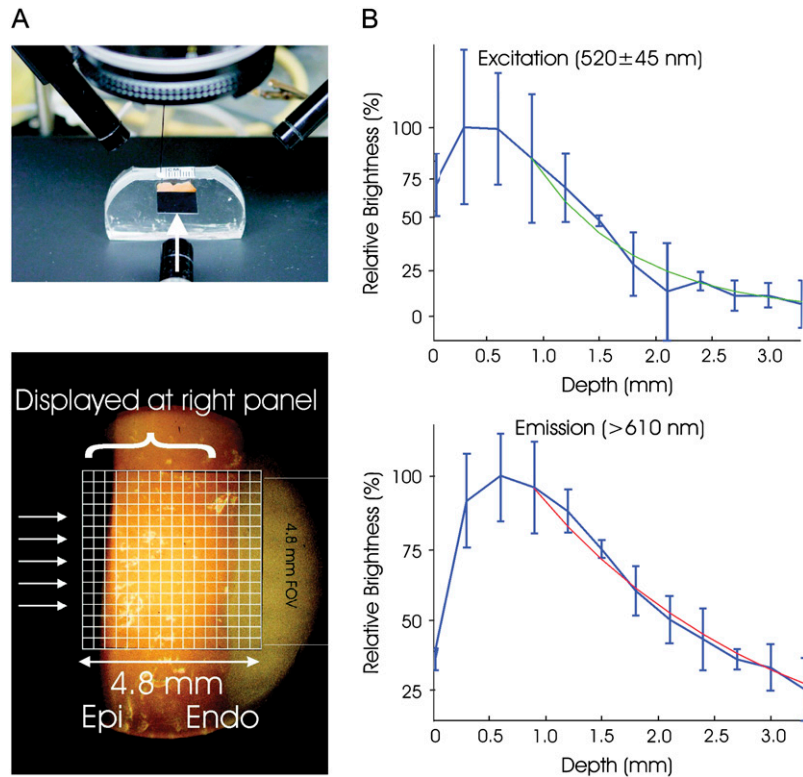 A
Displayed at right panel
4.8 mm FOV
4.8 mm
Epi
Endo
B
Excitation (520±45 nm)
Relative Brightness (%)
100
75
50
25
0
0
0.5
1.0
1.5
2.0
2.5
3.0
Depth (mm)
Emission (>610 nm)
Relative Brightness (%)
100
75
50
25
0.0
0.5
1.0
1.5
2.0
2.5
3.0
Depth (mm)